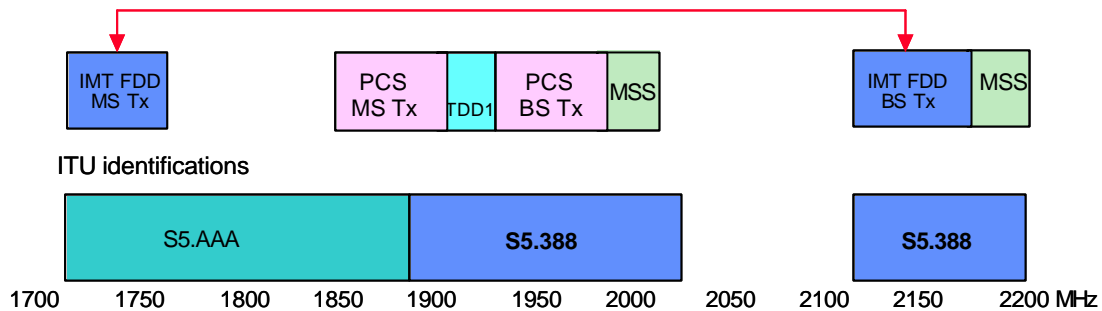 IMT FDD
MS Tx
PCS
MS Tx
TDD1
PCS
BS Tx
MSS
IMT FDD
BS Tx
MSS
ITU identifications
S5.AAA
S5.388
S5.388
1700 1750 1800 1850 1900 1950 2000 2050 2100 2150 2200 MHz